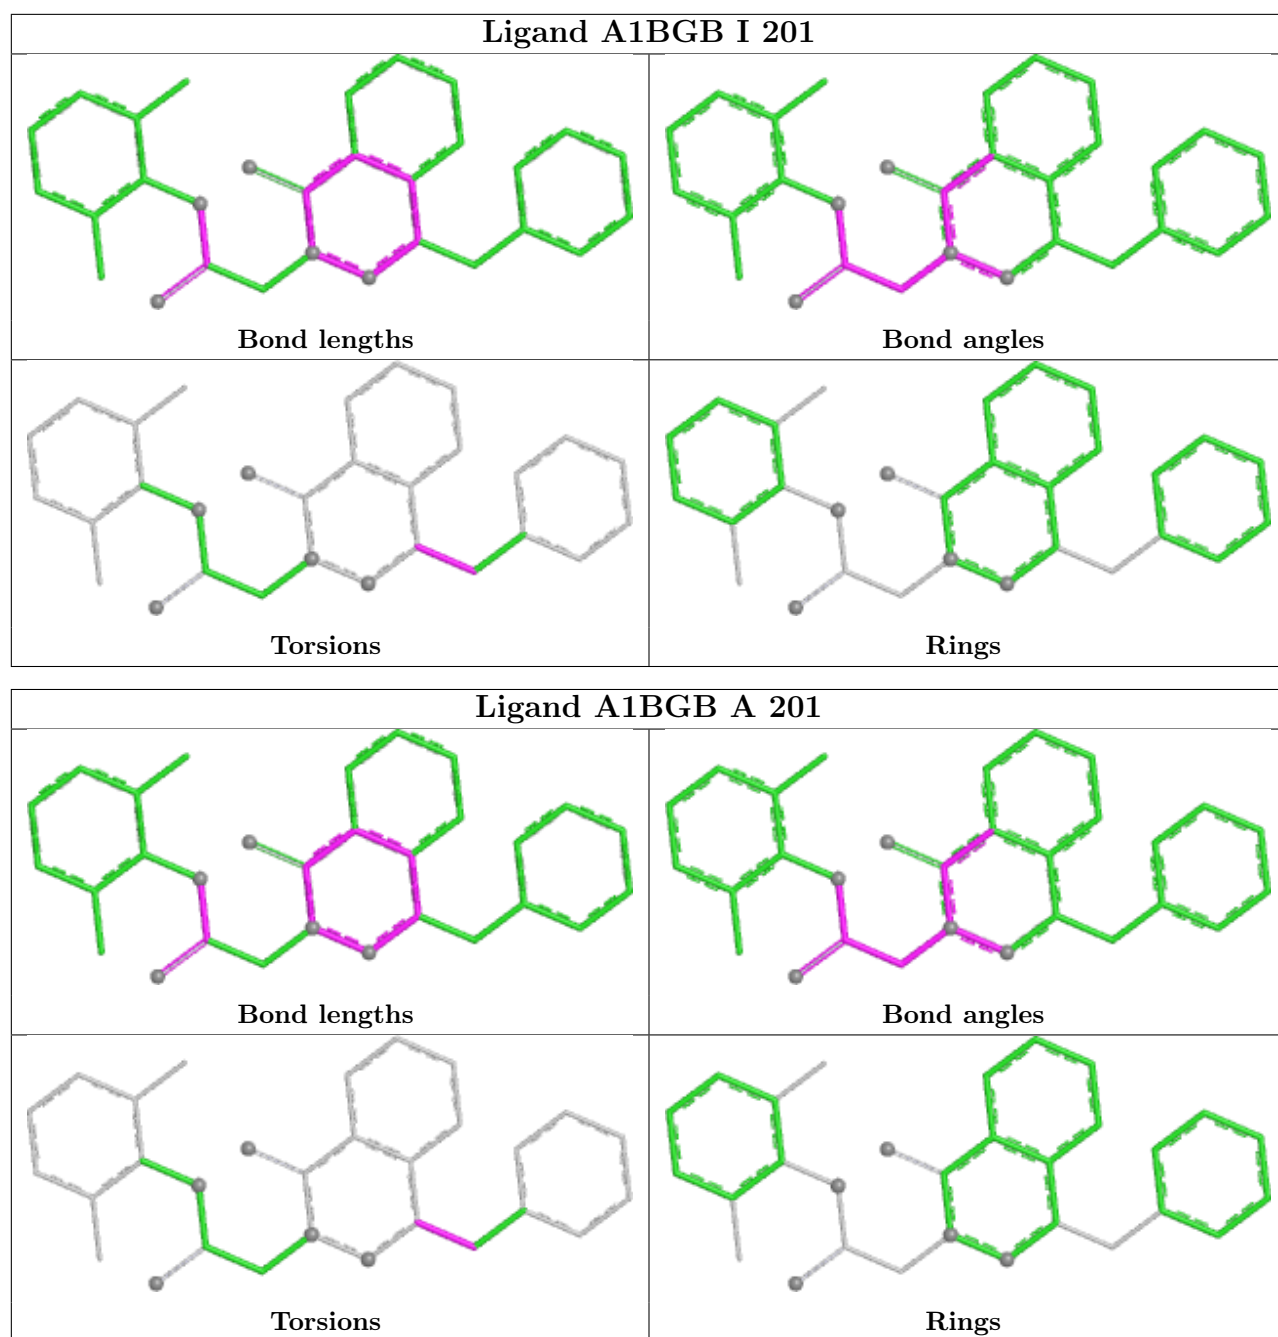 Ligand A1BGB I 201
Bond lengths
Bond angles
Torsions
Rings
Ligand A1BGB A 201
Bond lengths
Bond angles
Torsions
Rings